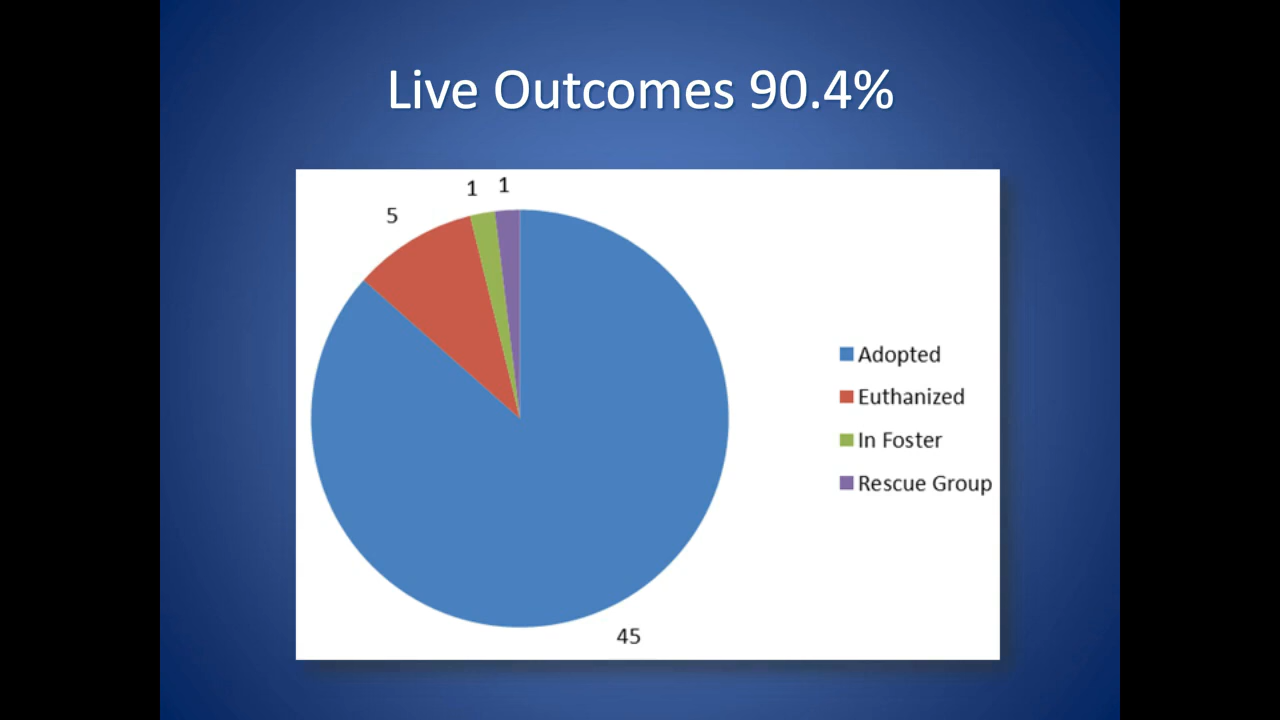 Live Outcomes 90.4%
1 1
5
Adopted
Euthanized
In Foster
Rescue Group
45